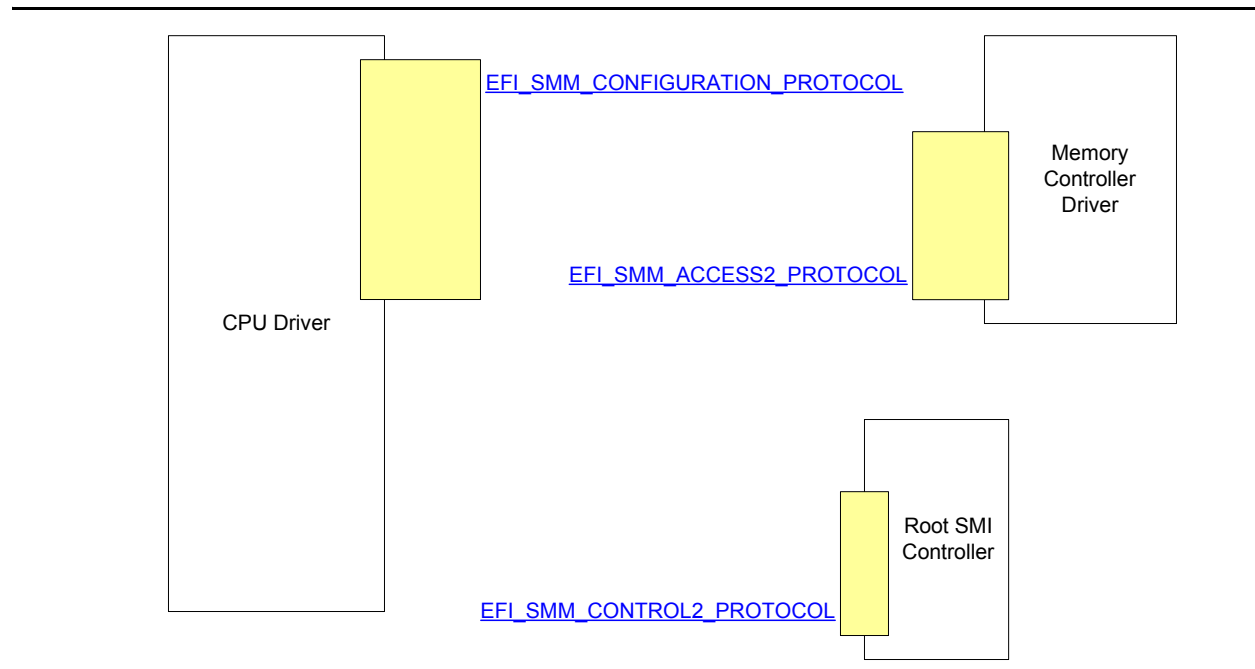 EFI_SMM_CONFIGURATION_PROTOCOL
Memory
Controller
Driver
EFI_SMM_ACCESS2_PROTOCOL
CPU Driver
Root SMI
Controller
EFI_SMM_CONTROL2_PROTOCOL